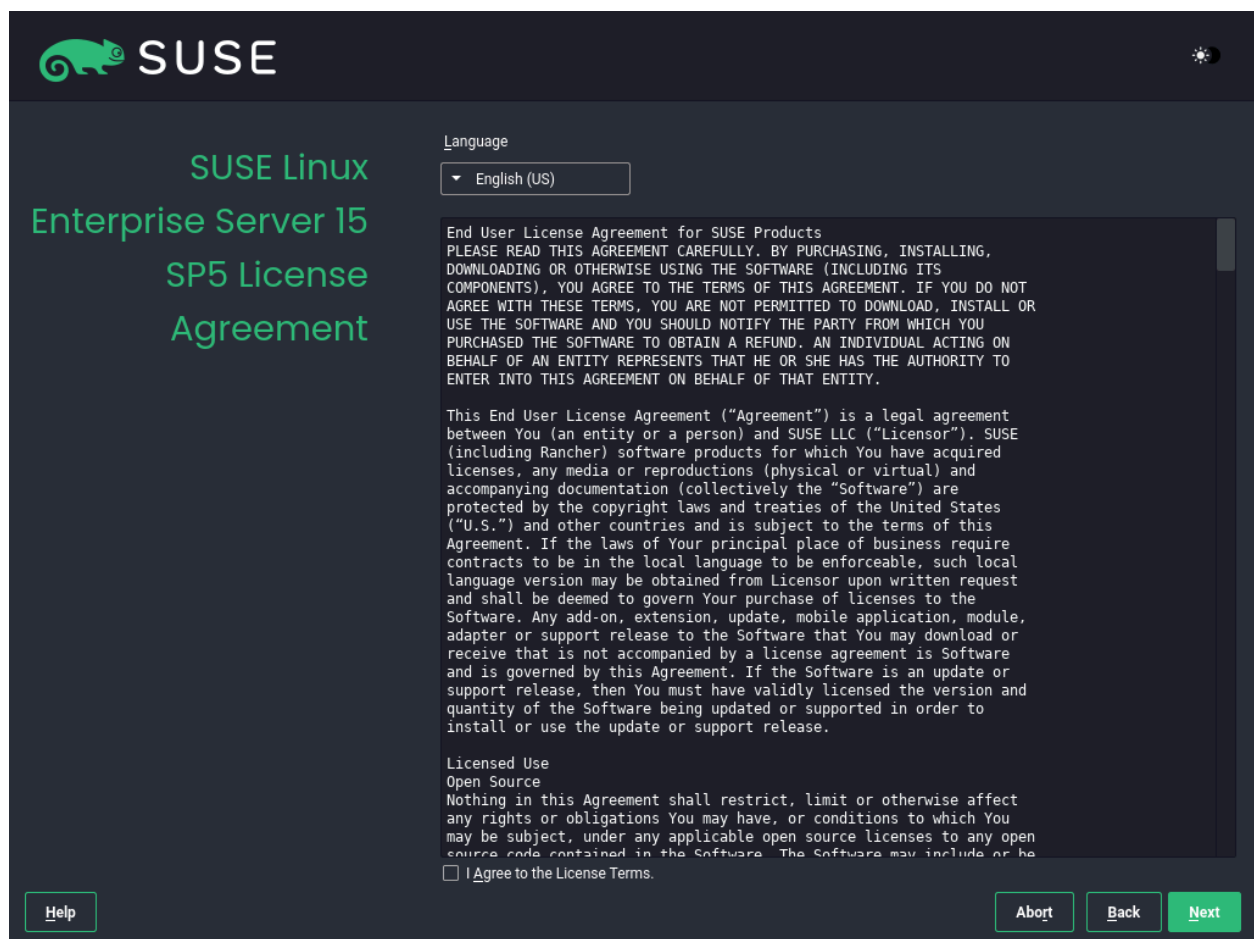 SUSE
SUSE Linux
Enterprise Server 15
SP5 License
Agreement
Language
English (US)
End User License Agreement for SUSE Products
PLEASE READ THIS AGREEMENT CAREFULLY. BY PURCHASING, INSTALLING,
DOWNLOADING OR OTHERWISE USING THE SOFTWARE (INCLUDING ITS
COMPONENTS), YOU AGREE TO THE TERMS OF THIS AGREEMENT. IF YOU DO NOT
AGREE WITH THESE TERMS, YOU ARE NOT PERMITTED TO DOWNLOAD, INSTALL OR
USE THE SOFTWARE AND YOU SHOULD NOTIFY THE PARTY FROM WHICH YOU
PURCHASED THE SOFTWARE TO OBTAIN A REFUND. AN INDIVIDUAL ACTING ON
BEHALF OF AN ENTITY REPRESENTS THAT HE OR SHE HAS THE AUTHORITY TO
ENTER INTO THIS AGREEMENT ON BEHALF OF THAT ENTITY.
This End User License Agreement (“Agreement”) is a legal agreement
between You (an entity or a person) and SUSE LLC (“Licensor”). SUSE
(including Rancher) software products for which You have acquired
licenses, any media or reproductions (physical or virtual) and
accompanying documentation (collectively the “Software”) are
protected by the copyright laws and treaties of the United States
(“U.S.”) and other countries and is subject to the terms of this
Agreement. If the laws of Your principal place of business require
contracts to be in the local language to be enforceable, such local
language version may be obtained from Licensor upon written request
and shall be deemed to govern Your purchase of licenses to the
Software. Any add-on, extension, update, mobile application, module,
adapter or support release to the Software that You may download or
receive that is not accompanied by a license agreement is Software
and is governed by this Agreement. If the Software is an update or
support release, then You must have validly licensed the version and
quantity of the Software being updated or supported in order to
install or use the update or support release.
Licensed Use
Open Source
Nothing in this Agreement shall restrict, limit or otherwise affect
any rights or obligations You may have, or conditions to which You
may be subject, under any applicable open source licenses to any open
source code contained in the Software. The Software may include or be
I Agree to the License Terms.
Help
Abort
Back
Next